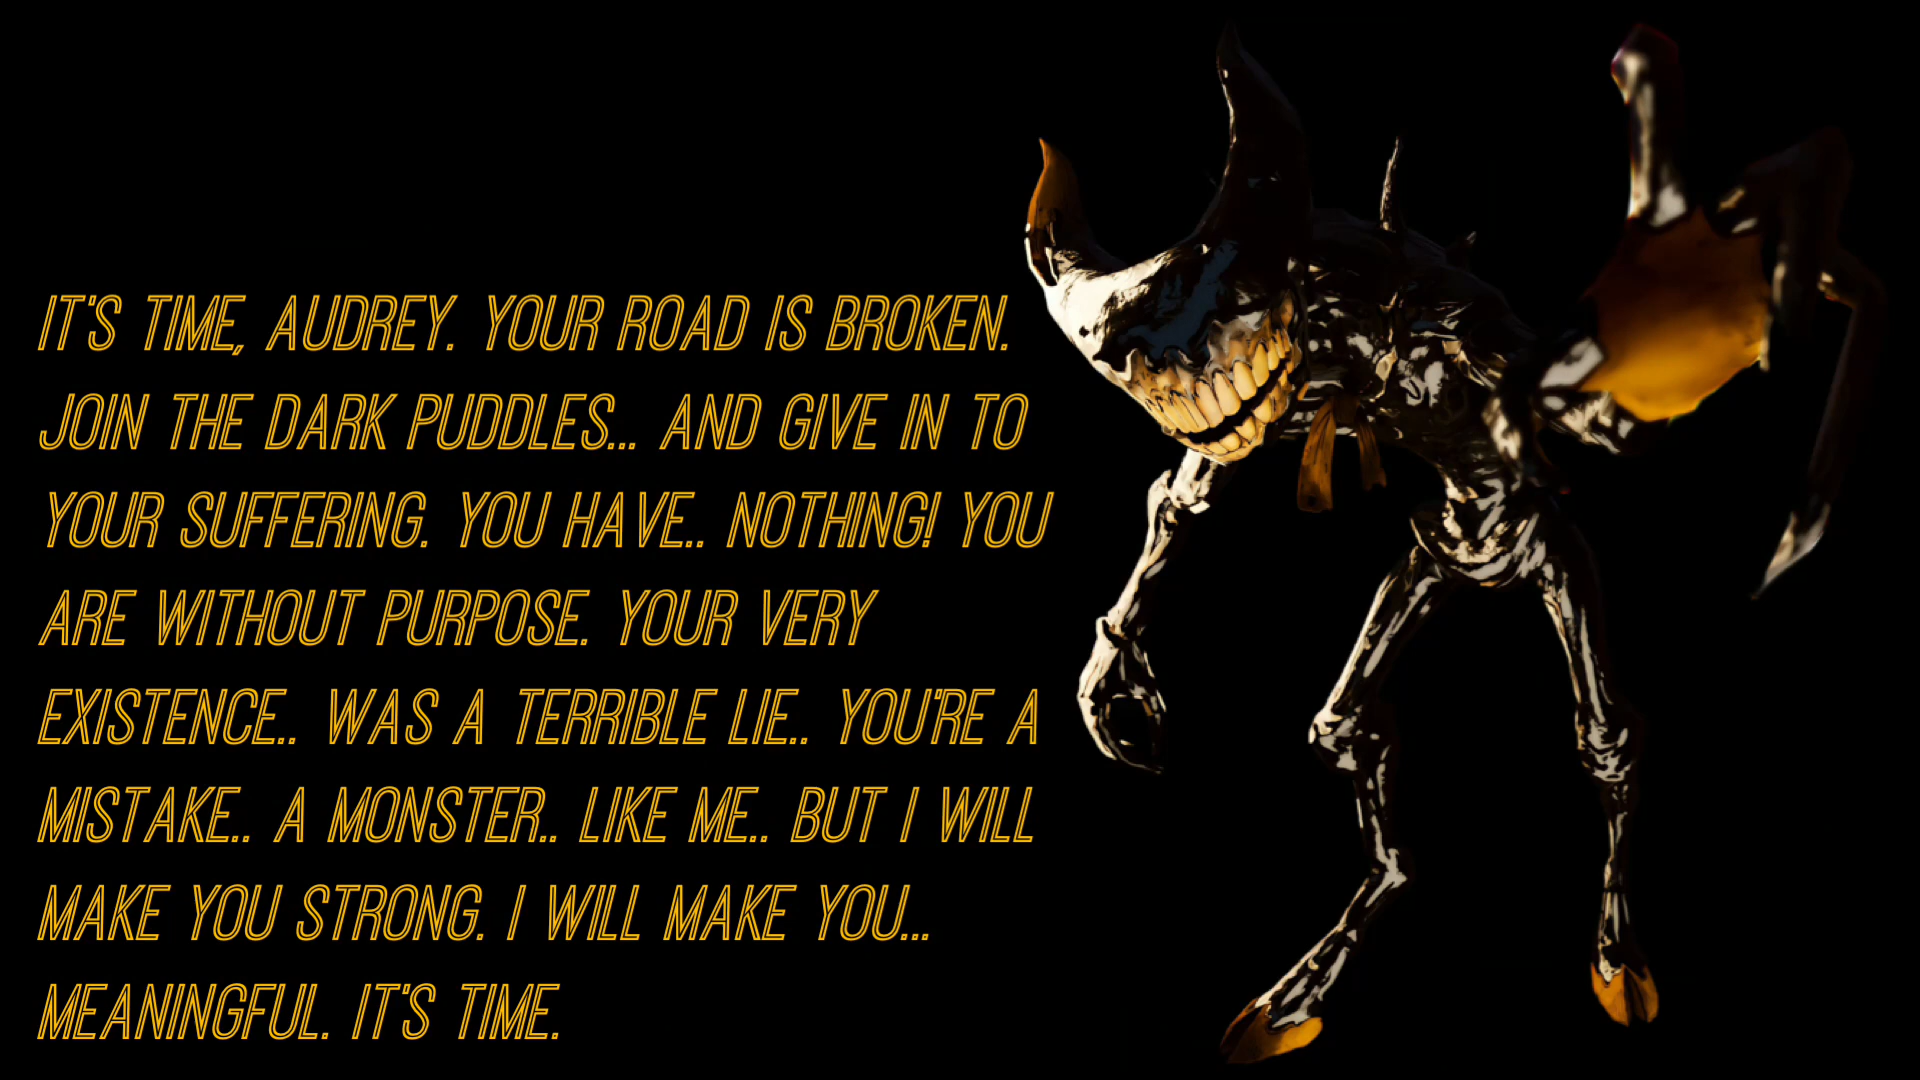 IT'S TIME, AUDREY. YOUR ROAD IS BROKEN.
JOIN THE DARK PUDDLES... AND GIVE IN TO
YOUR SUFFERING. YOU HAVE.. NOTHING! YOU
ARE WITHOUT PURPOSE. YOUR VERY
EXISTENCE.. WAS A TERRIBLE LIE.. YOU'RE A
MISTAKE.. A MONSTER.. LIKE ME.. BUT I WILL
MAKE YOU STRONG. I WILL MAKE YOU...
MEANINGFUL. IT'S TIME.